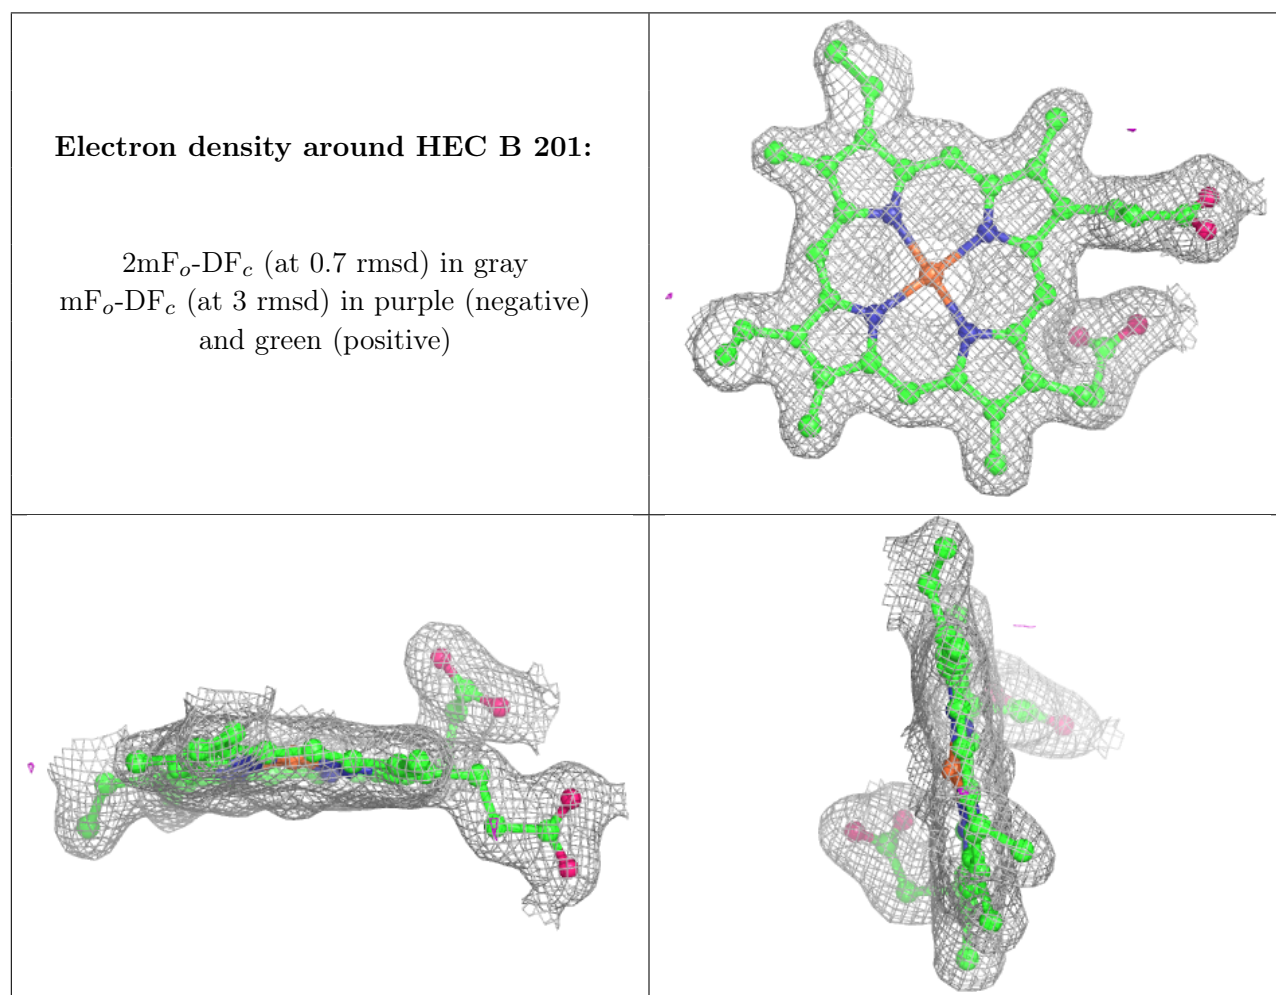 Electron density around HEC B 201:
2mFo-DFc (at 0.7 rmsd) in gray
mFo-DFc (at 3 rmsd) in purple (negative)
and green (positive)